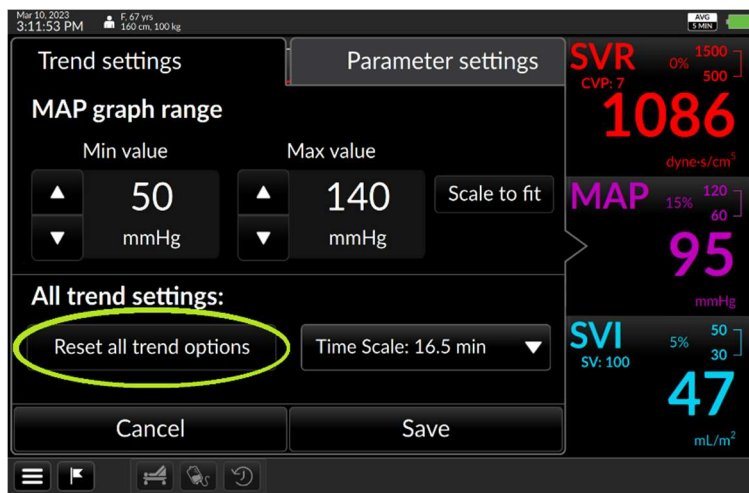 Mar 10, 2023
3:11:53 PM
F, 67 yrs
160 cm, 100 kg
AVG
5 MIN
Trend settings
Parameter settings
MAP graph range
Min value
Max value
50
mmHg
140
mmHg
Scale to fit
All trend settings:
Reset all trend options
Time Scale: 16.5 min
Cancel
Save
SVR
CVP: 7
0%
1500
500
1086
dyne·s/cm⁵
MAP
15%
120
60
95
mmHg
SVI
SV: 100
5%
50
30
47
mL/m²